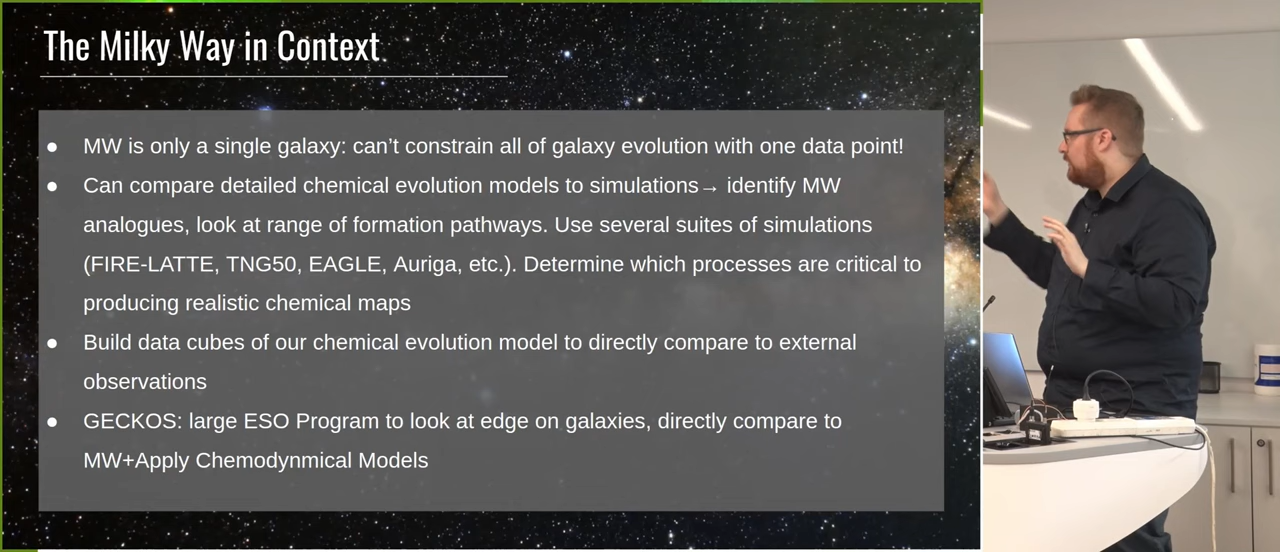 The Milky Way in Context
● MW is only a single galaxy: can't constrain all of galaxy evolution with one data point!
● Can compare detailed chemical evolution models to simulations→ identify MW
analogues, look at range of formation pathways. Use several suites of simulations
(FIRE-LATTE, TNG50, EAGLE, Auriga, etc.). Determine which processes are critical to
producing realistic chemical maps
● Build data cubes of our chemical evolution model to directly compare to external
observations
● GECKOS: large ESO Program to look at edge on galaxies, directly compare to
MW+Apply Chemodynmical Models